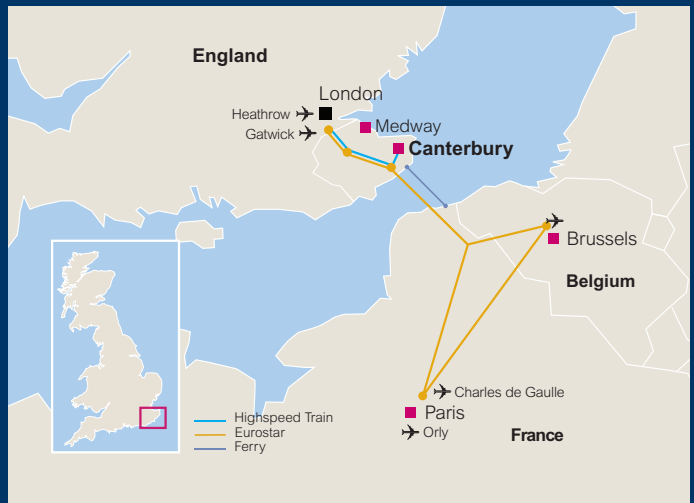 England
London
Heathrow
Gatwick
Medway
Canterbury
Brussels
Belgium
Charles de Gaulle
Paris
Orly
France
Highspeed Train
Eurostar
Ferry